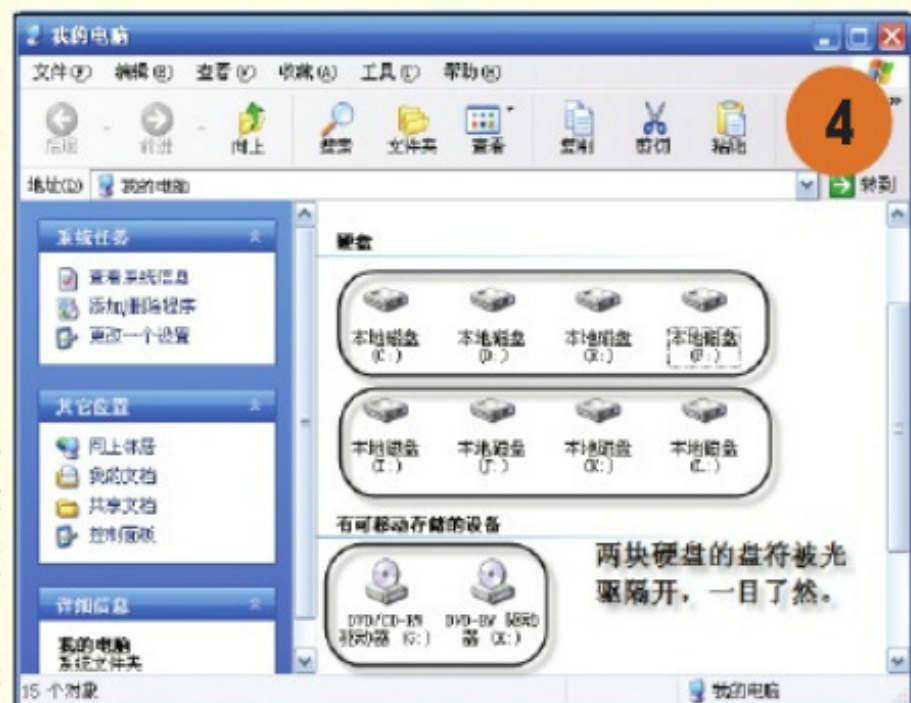 我的电脑
文件(F) 编辑(E) 查看(V) 收藏(A) 工具(T) 帮助(H)
后退 前进 向上 搜索 文件夹 查看 复制 剪切 粘贴
4
地址(D) 我的电脑 转到
系统任务
查看系统信息
添加/删除程序
更改一个设置
其它位置
网上邻居
我的文档
共享文档
控制面板
详细信息
我的电脑
系统文件夹
硬盘
本地磁盘 本地磁盘 本地磁盘 本地磁盘
(C:) (D:) (E:) (F:)
本地磁盘 本地磁盘 本地磁盘 本地磁盘
(I:) (J:) (K:) (L:)
有可移动存储的设备
DVD/CD-RW DVD-RW 驱动
驱动器 (G:) 器
两块硬盘的盘符被光
驱隔开，一目了然。
15 个对象 我的电脑